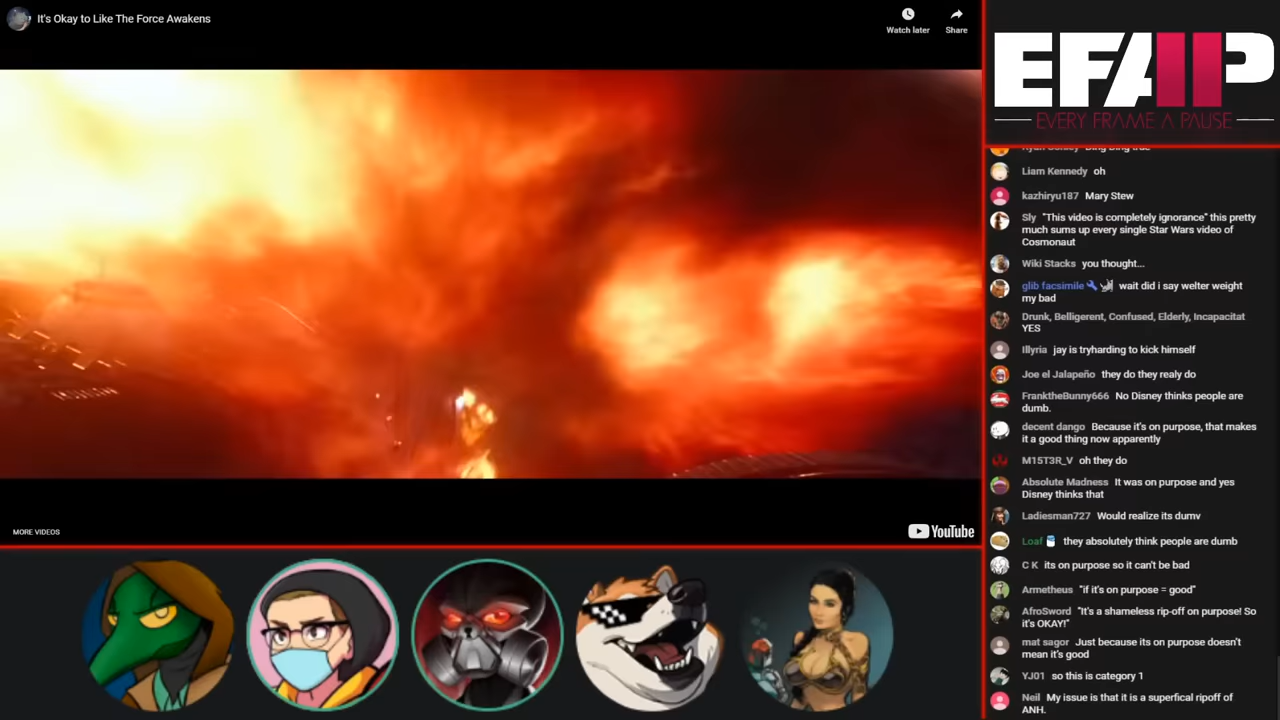 It's Okay to Like The Force Awakens
Watch later
Share
MORE VIDEOS
YouTube
EFAP
EVERY FRAME A PAUSE
Liam Kennedy oh
kazhiryu187 Mary Stew
Sly "This video is completely ignorance" this pretty
much sums up every single Star Wars video of
Cosmonaut
Wiki Stacks you thought...
glib facsimile wait did i say welter weight
my bad
Drunk, Belligerent, Confused, Elderly, Incapacitat
YES
Illyria jay is tryharding to kick himself
Joe el Jalapeño they do they realy do
FranktheBunny666 No Disney thinks people are
dumb.
decent dango Because it's on purpose, that makes
it a good thing now apparently
M15T3R_V oh they do
Absolute Madness It was on purpose and yes
Disney thinks that
Ladiesman727 Would realize its dumv
Loaf they absolutely think people are dumb
C K its on purpose so it can't be bad
Armetheus "if it's on purpose = good"
AfroSword "It's a shameless rip-off on purpose! So
it's OKAY!"
mat sagor Just because its on purpose doesn't
mean it's good
YJ01 so this is category 1
Neil My issue is that it is a superfical ripoff of
ANH.